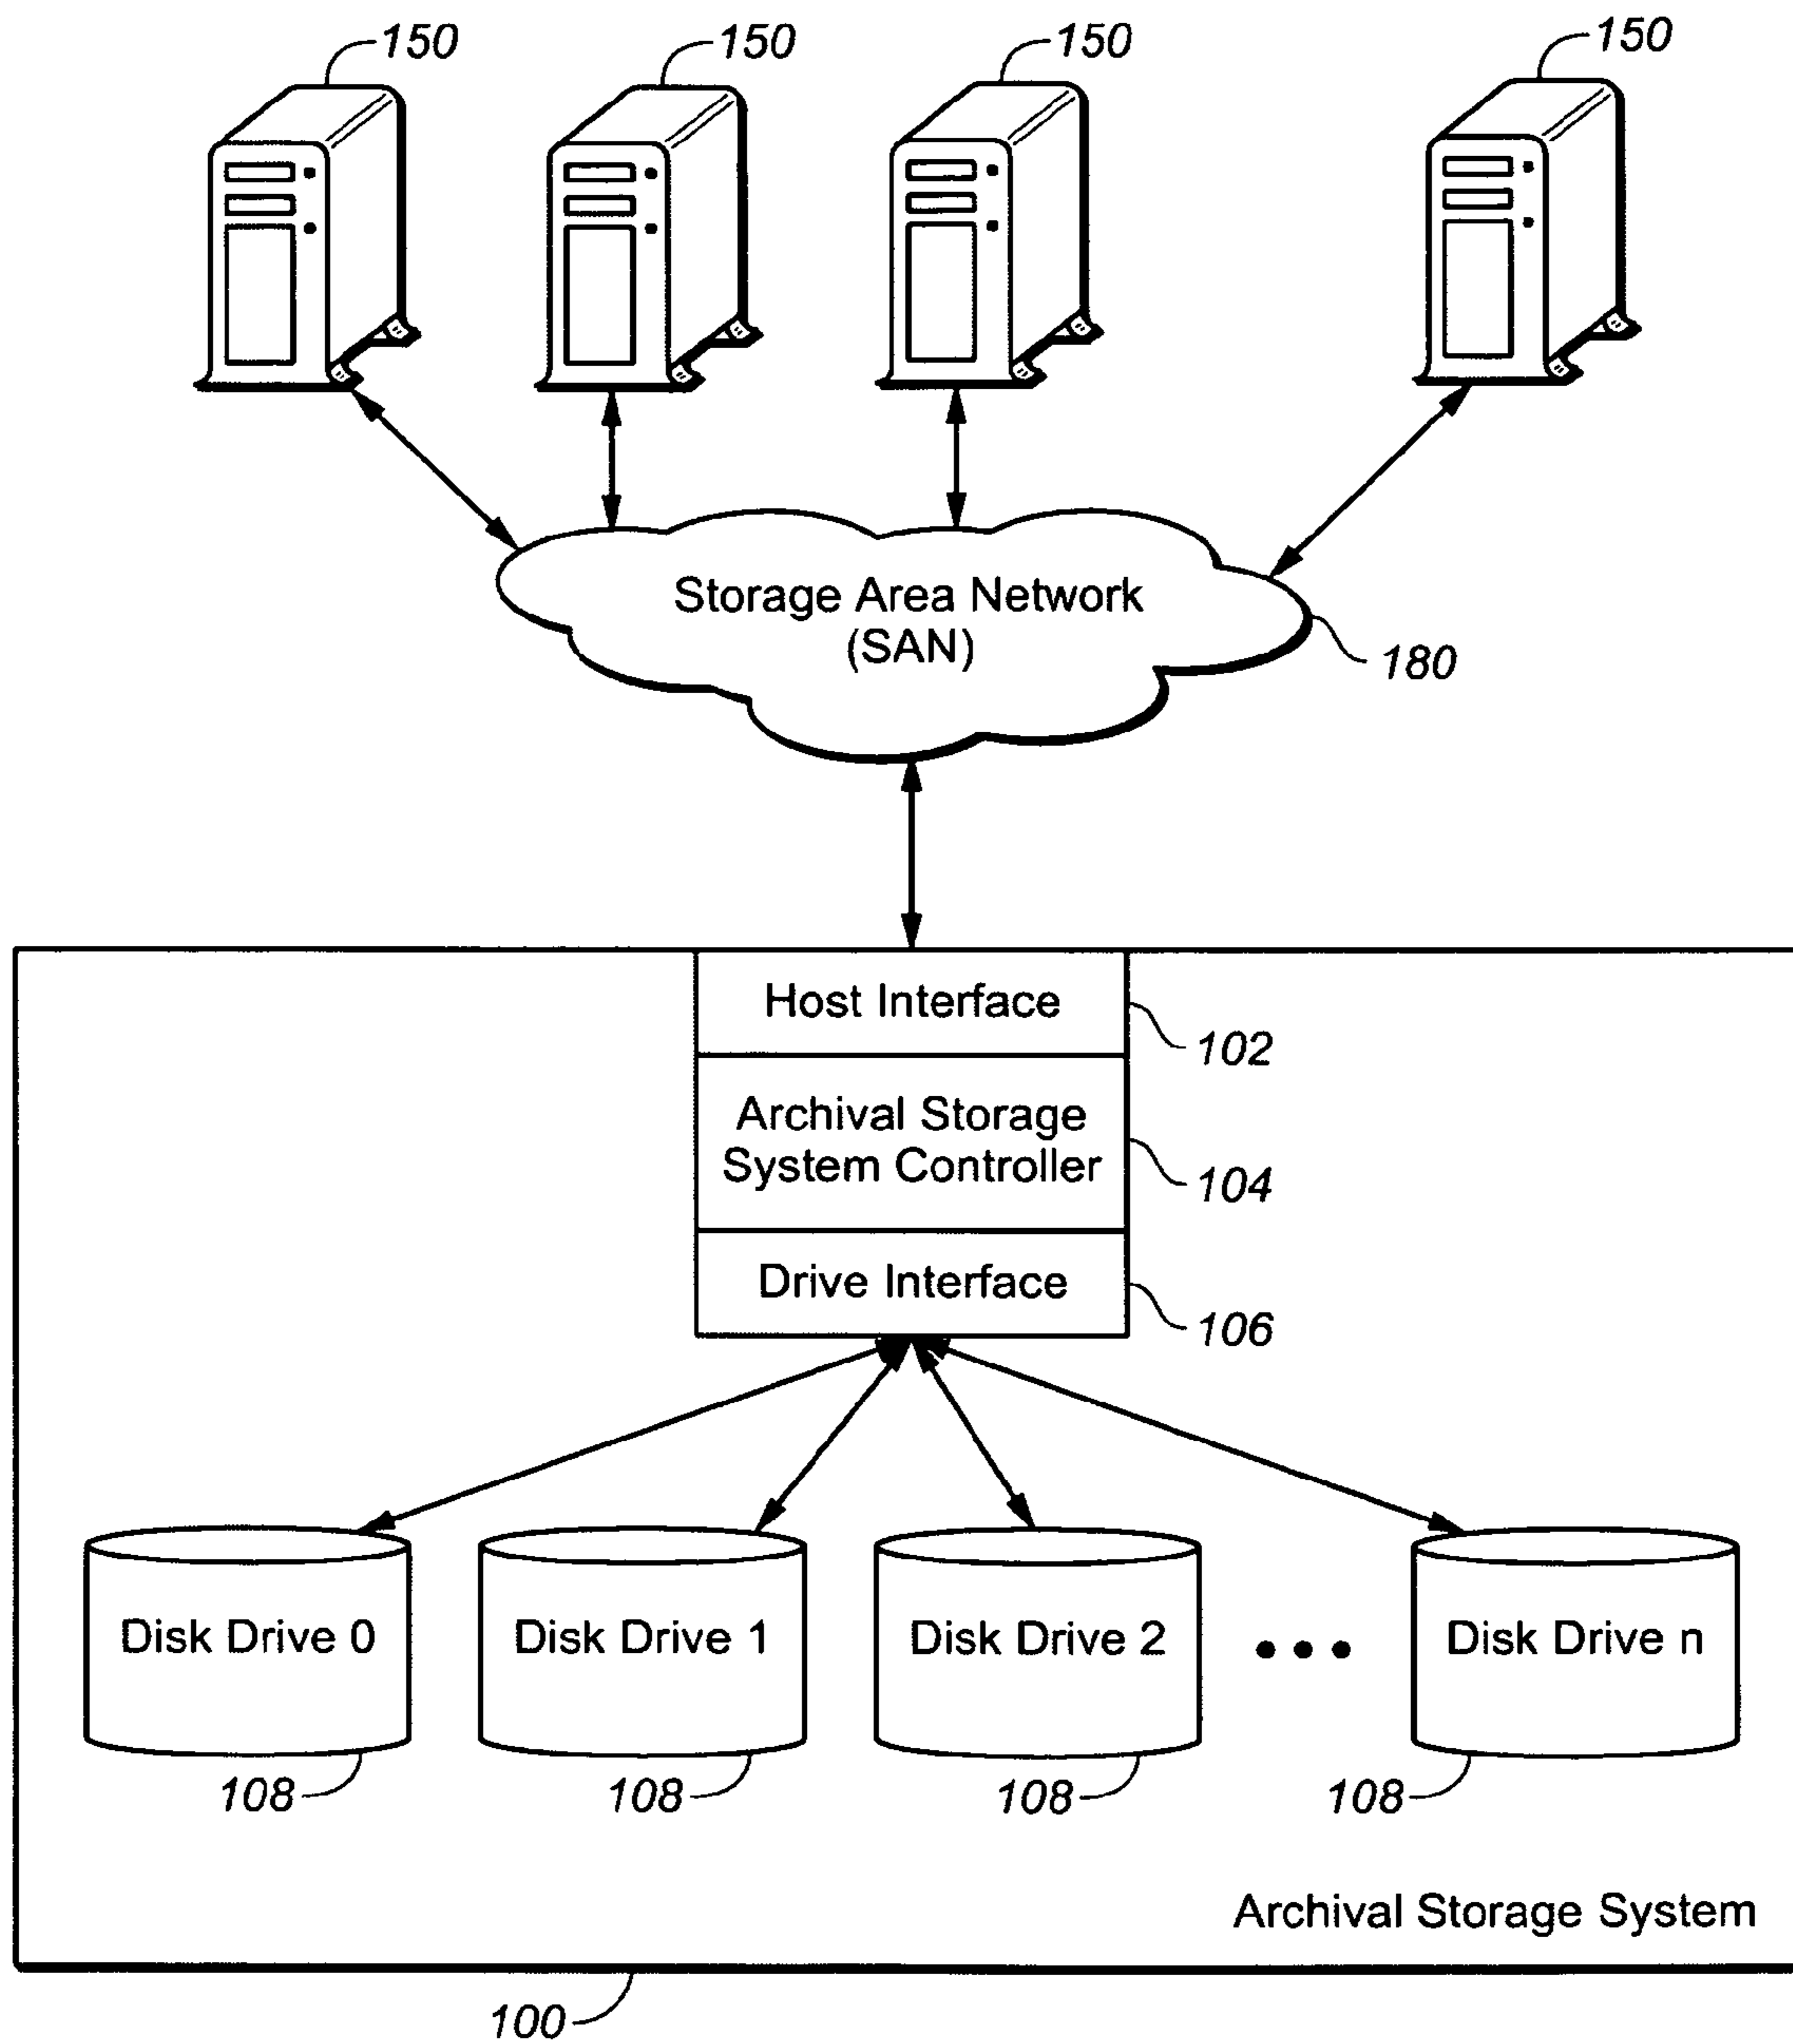 150
150
150
150
Storage Area Network
(SAN)
180
Host Interface
102
Archival Storage
System Controller
104
Drive Interface
106
Disk Drive 0
Disk Drive 1
Disk Drive 2
Disk Drive n
108
108
108
108
Archival Storage System
100